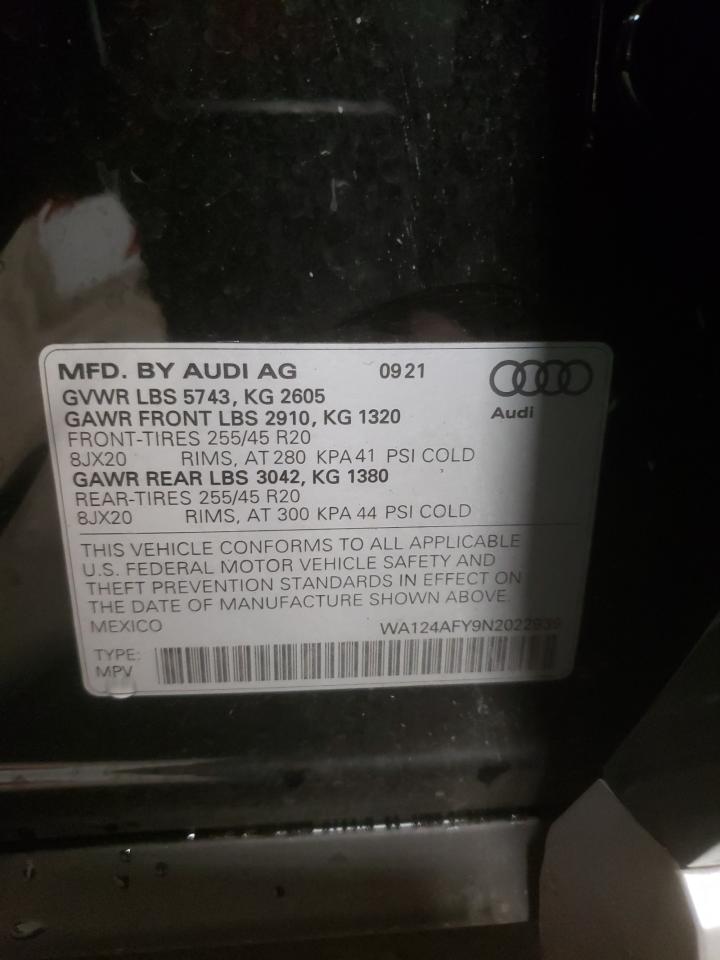 MFD. BY AUDI AG 0921
GVWR LBS 5743, KG 2605
GAWR FRONT LBS 2910, KG 1320
Audi
FRONT-TIRES 255/45 R20
8JX20 RIMS, AT 280 KPA 41 PSI COLD
GAWR REAR LBS 3042, KG 1380
REAR-TIRES 255/45 R20
8JX20 RIMS, AT 300 KPA 44 PSI COLD
THIS VEHICLE CONFORMS TO ALL APPLICABLE
U.S. FEDERAL MOTOR VEHICLE SAFETY AND
THEFT PREVENTION STANDARDS IN EFFECT ON
THE DATE OF MANUFACTURE SHOWN ABOVE.
MEXICO WA124AFY9N2022939
TYPE:
MPV